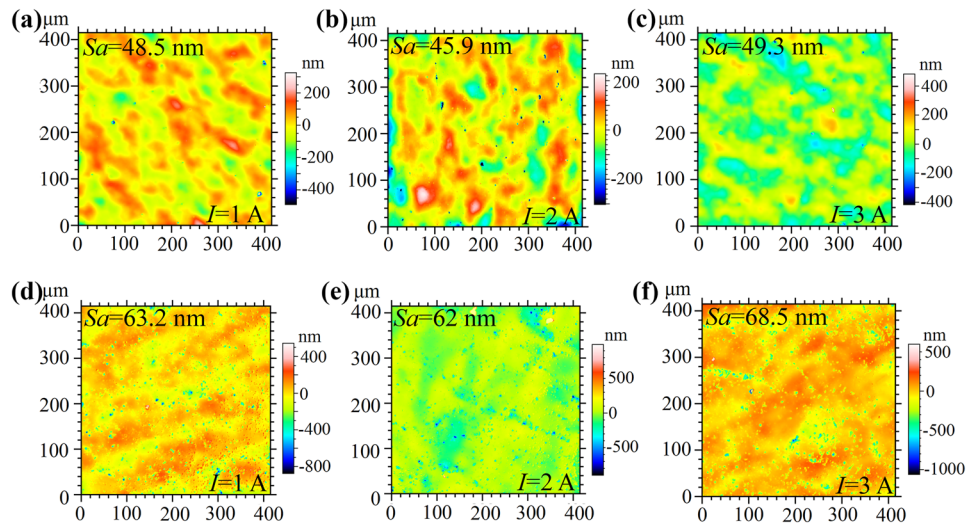 (a) (b) (c)
μm μm μm
Sa=48.5 nm Sa=45.9 nm Sa=49.3 nm
400 400 400
300 300 300
200 200 200
100 100 100
0 0 0
I=1 A I=2 A I=3 A
0 100 200 300 400 0 100 200 300 400 0 100 200 300 400
nm nm nm
200 200 400
0 0 200
-200 -200 0
-400 -200
-400
(d) (e) (f)
μm μm μm
Sa=63.2 nm Sa=62 nm Sa=68.5 nm
400 400 400
300 300 300
200 200 200
100 100 100
0 0 0
I=1 A I=2 A I=3 A
0 100 200 300 400 0 100 200 300 400 0 100 200 300 400
nm nm nm
400 500 500
0 0 0
-400 -500 -500
-800 -1000